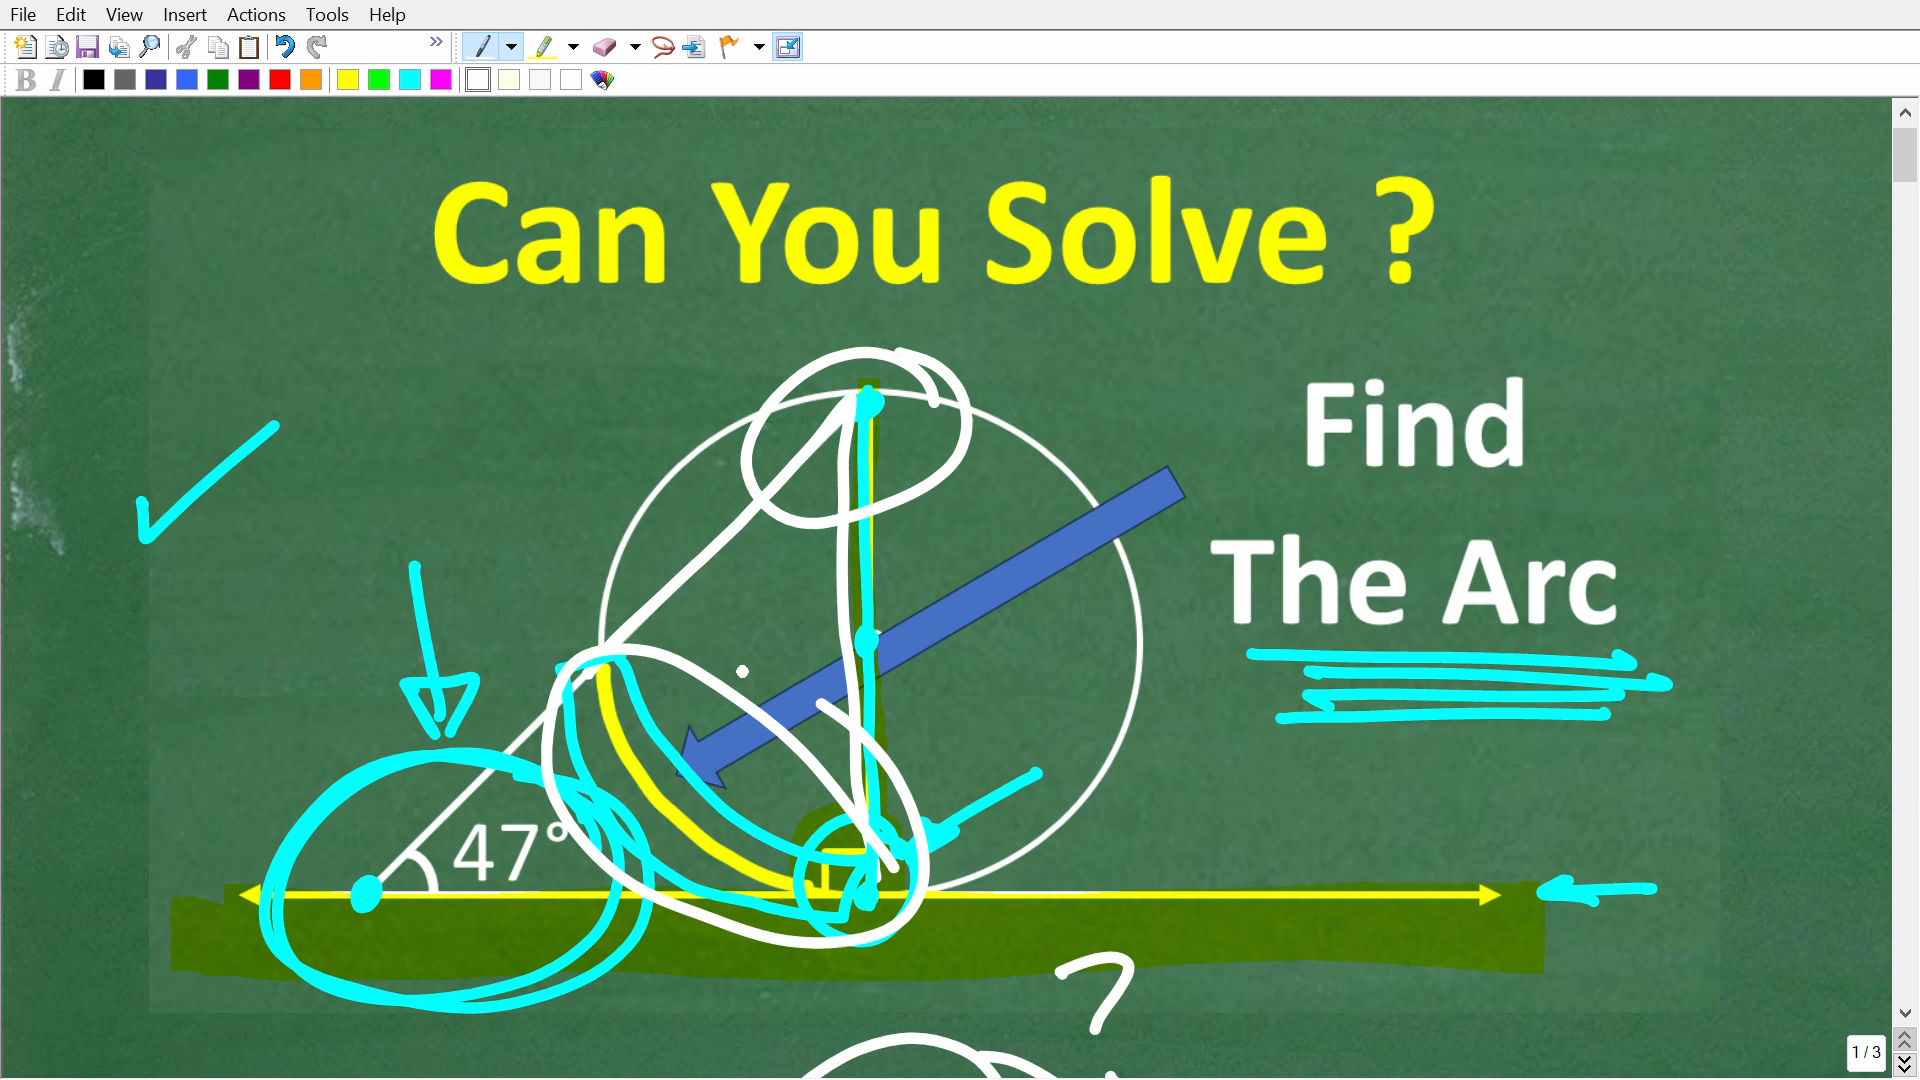 File Edit View Insert Actions Tools Help
B I
Can You Solve ?
Find
The Arc
47°
?
1 / 3